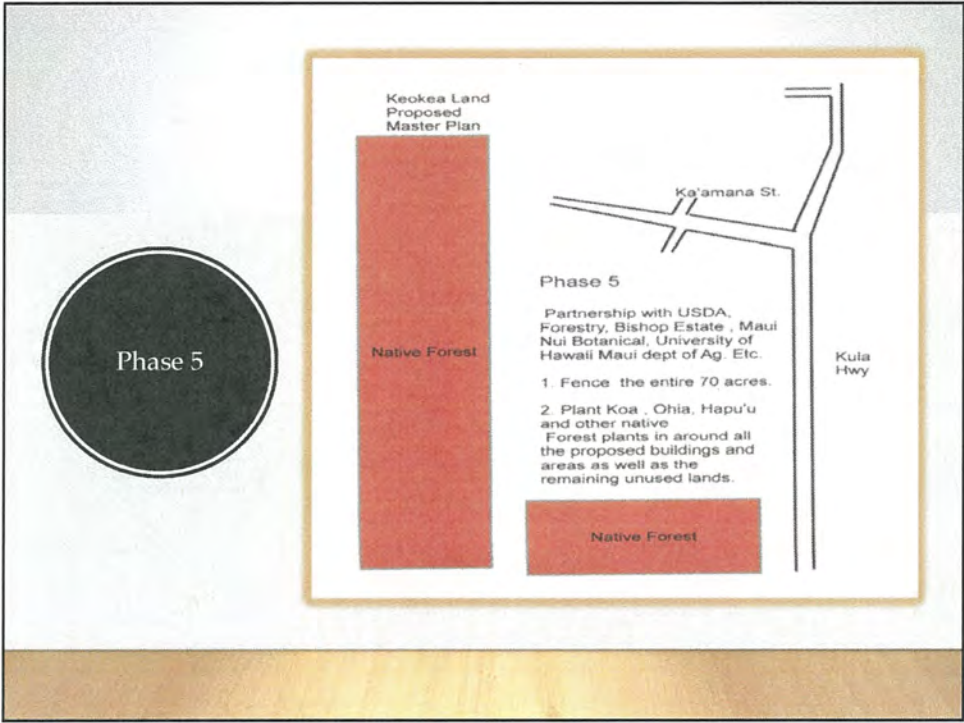 Phase 5
Keokea Land
Proposed
Master Plan
Native Forest
Ka'amana St.
Phase 5
Partnership with USDA,
Forestry, Bishop Estate , Maui
Nui Botanical, University of
Hawaii Maui dept of Ag. Etc.
1. Fence the entire 70 acres.
2. Plant Koa , Ohia, Hapu'u
and other native
Forest plants in around all
the proposed buildings and
areas as well as the
remaining unused lands.
Native Forest
Kula
Hwy